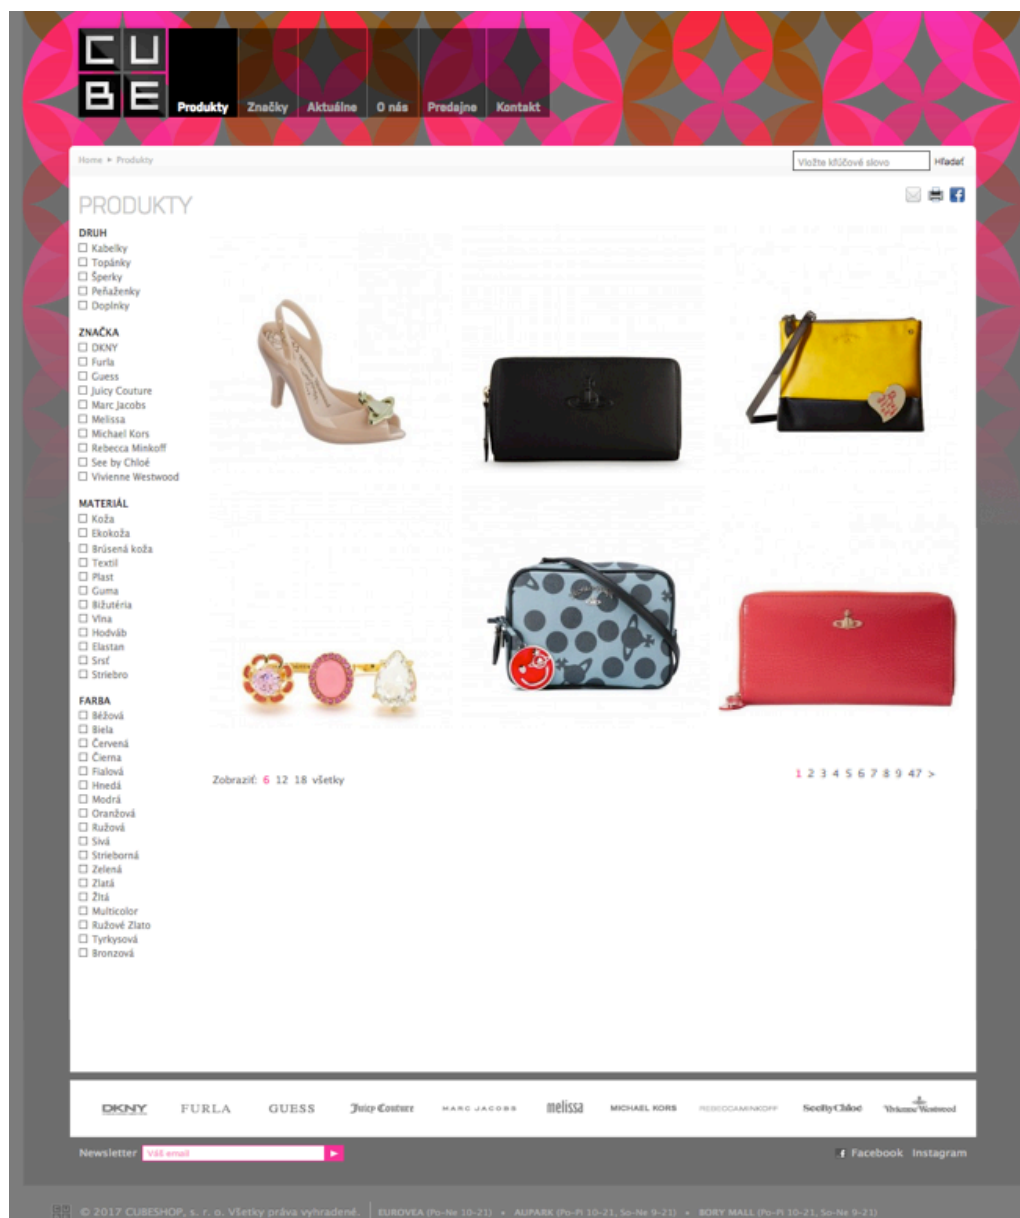 CUBE
Produkty Značky Aktuálne O nás Predajne Kontakt
Home ▸ Produkty
Vložte kľúčové slovo Hľadať
PRODUKTY
DRUH
Kabelky
Topánky
Šperky
Peňaženky
Doplnky
ZNAČKA
DKNY
Furla
Guess
Juicy Couture
Marc Jacobs
Melissa
Michael Kors
Rebecca Minkoff
See by Chloé
Vivienne Westwood
MATERIÁL
Koža
Ekokoža
Brúsená koža
Textil
Plast
Guma
Bižutéria
Vlna
Hodváb
Elastan
Srsť
Striebro
FARBA
Béžová
Biela
Červená
Čierna
Fialová
Hnedá
Modrá
Oranžová
Ružová
Sivá
Strieborná
Zelená
Zlatá
Žltá
Multicolor
Ružové Zlato
Tyrkysová
Bronzová
Zobraziť: 6 12 18 všetky
1 2 3 4 5 6 7 8 9 47 >
DKNY FURLA GUESS Juicy Couture MARC JACOBS melissa MICHAEL KORS REBECCAMINKOFF SeeByChloé Vivienne Westwood
Newsletter Váš email Facebook Instagram
© 2017 CUBESHOP, s. r. o. Všetky práva vyhradené. EUROVEA (Po-Ne 10-21) • AUPARK (Po-Pi 10-21, So-Ne 9-21) • BORY MALL (Po-Pi 10-21, So-Ne 9-21)